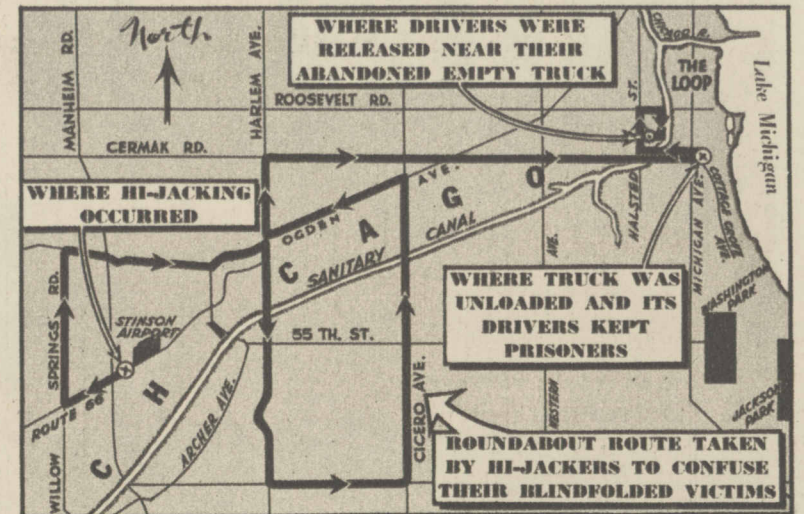 North
WHERE DRIVERS WERE
RELEASED NEAR THEIR
ABANDONED EMPTY TRUCK
CHICAGO R.
THE
LOOP
Lake Michigan
MANHEIM RD.
HARLEM AVE.
ROOSEVELT RD.
ST.
CERMAK RD.
WHERE HI-JACKING
OCCURRED
OGDEN
AVE.
CHICAGO
SANITARY
CANAL
AVE.
HALSTED
MICHIGAN AVE.
COTTAGE GROVE
AVE.
WHERE TRUCK WAS
UNLOADED AND ITS
DRIVERS KEPT
PRISONERS
WASHINGTON
PARK
STINSON
AIRPORT
55 TH. ST.
SPRINGS RD.
ROUTE 66
ARCHER AVE.
CICERO AVE.
WESTERN
JACKSON
PARK
WILLOW
ROUNDABOUT ROUTE TAKEN
BY HI-JACKERS TO CONFUSE
THEIR BLINDFOLDED VICTIMS